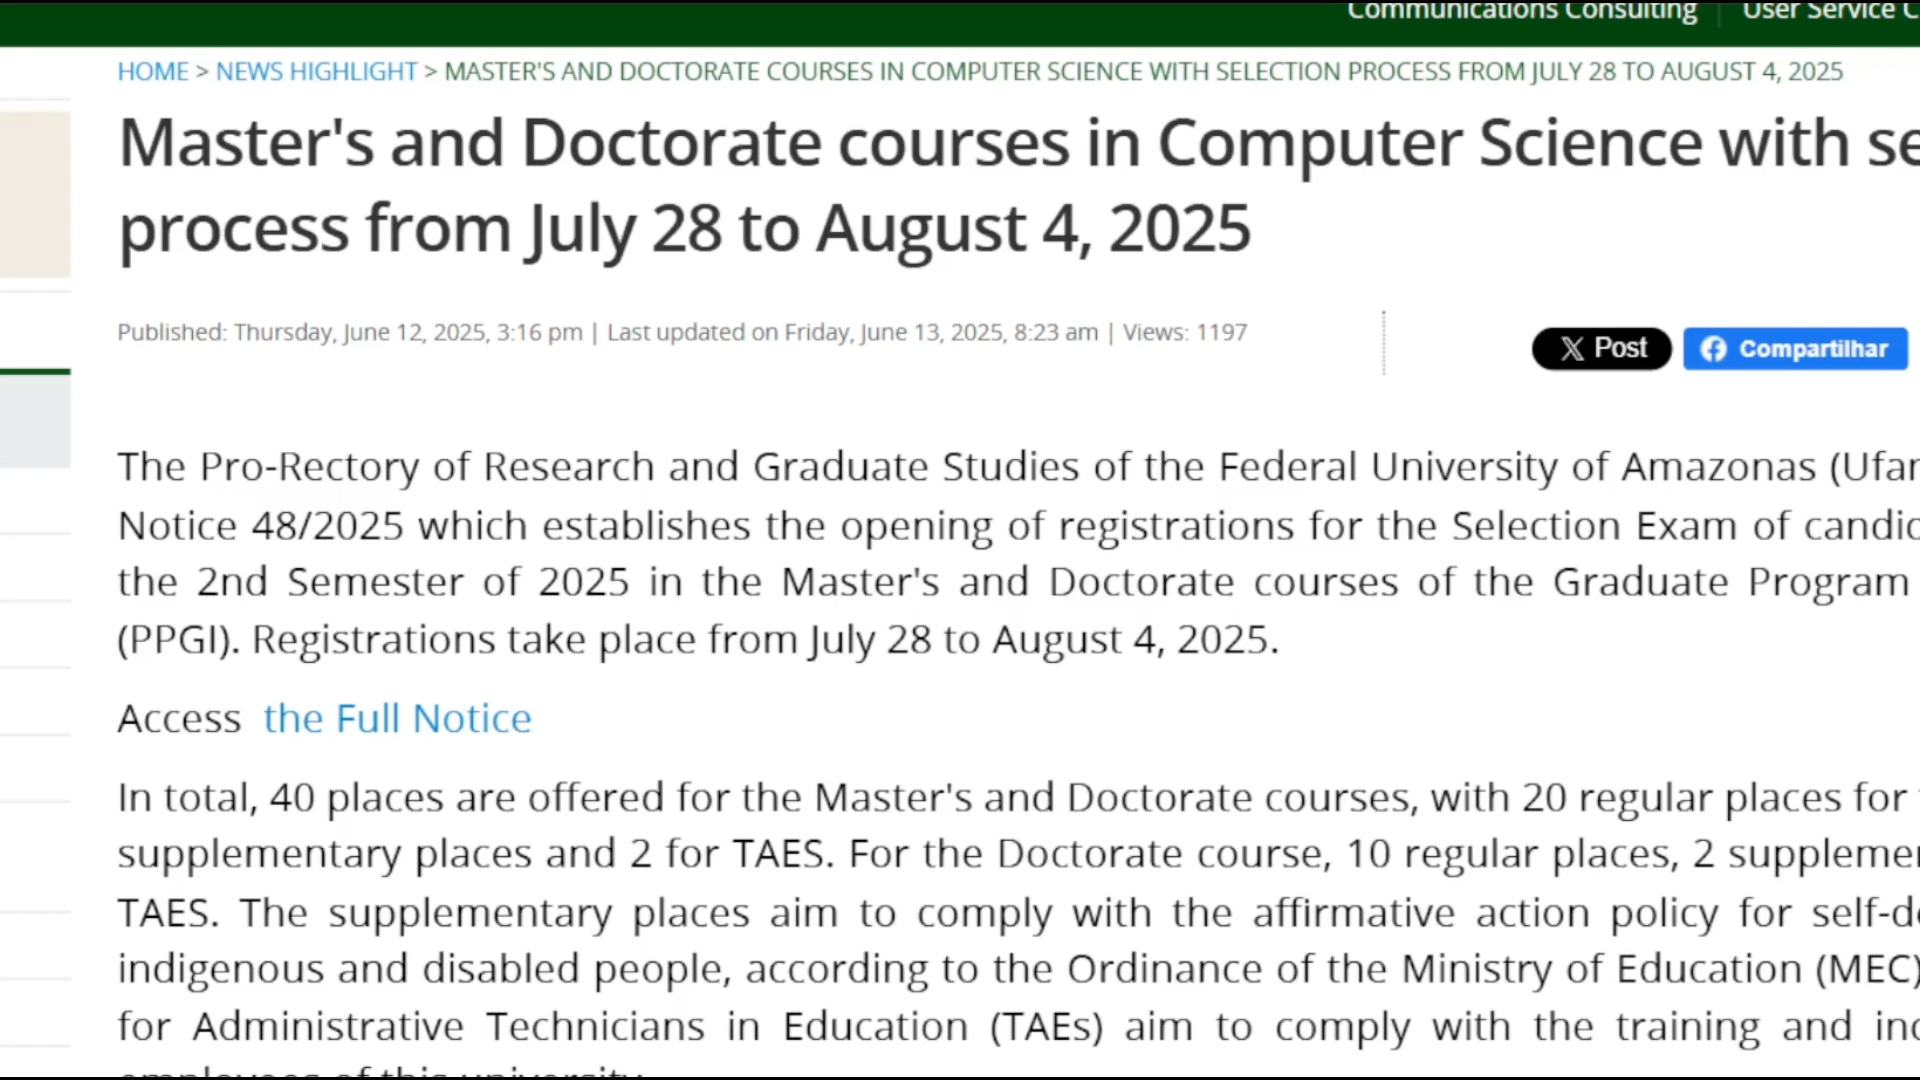 Communications Consulting User Service
HOME > NEWS HIGHLIGHT > MASTER'S AND DOCTORATE COURSES IN COMPUTER SCIENCE WITH SELECTION PROCESS FROM JULY 28 TO AUGUST 4, 2025
Master's and Doctorate courses in Computer Science with
process from July 28 to August 4, 2025
Published: Thursday, June 12, 2025, 3:16 pm | Last updated on Friday, June 13, 2025, 8:23 am | Views: 1197
X Post
Compartilhar
The Pro-Rectory of Research and Graduate Studies of the Federal University of Amazonas
Notice 48/2025 which establishes the opening of registrations for the Selection Exam of
the 2nd Semester of 2025 in the Master's and Doctorate courses of the Graduate Program
(PPGI). Registrations take place from July 28 to August 4, 2025.
Access the Full Notice
In total, 40 places are offered for the Master's and Doctorate courses, with 20 regular places for
supplementary places and 2 for TAES. For the Doctorate course, 10 regular places, 2
TAES. The supplementary places aim to comply with the affirmative action policy for
indigenous and disabled people, according to the Ordinance of the Ministry of Education (MEC)
for Administrative Technicians in Education (TAEs) aim to comply with the training and
employees of this university.